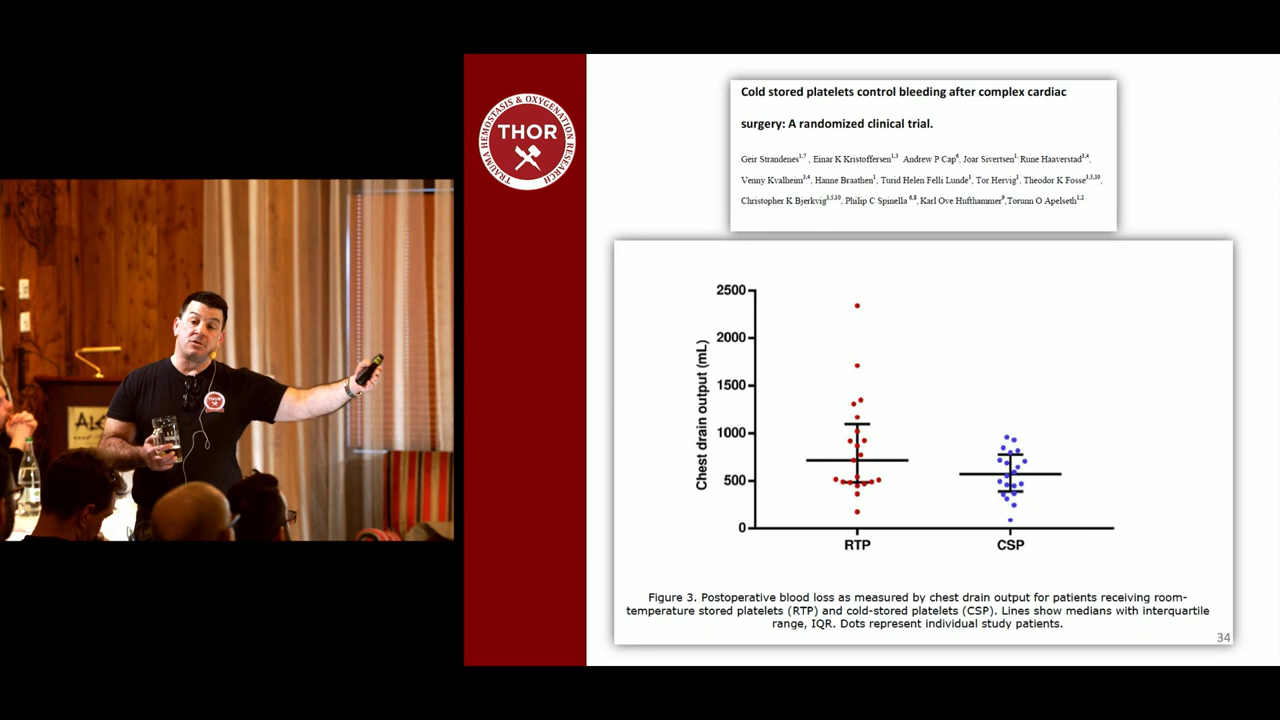 TRAUMA HEMOSTASIS & OXYGENATION RESEARCH
THOR
Cold stored platelets control bleeding after complex cardiac
surgery: A randomized clinical trial.
Geir Strandenes1,7 , Einar K Kristoffersen1,3 Andrew P Cap6, Joar Sivertsen1, Rune Haaverstad3,4,
Venny Kvalheim3,4, Hanne Braathen1, Turid Helen Felli Lunde1, Tor Hervig1, Theodor K Fosse3,5,10,
Christopher K Bjerkvig3,5,10, Philip C Spinella 6,8, Karl Ove Hufthammer9,Torunn O Apelseth1,2
Chest drain output (mL)
2500
2000
1500
1000
500
0
RTP
CSP
Figure 3. Postoperative blood loss as measured by chest drain output for patients receiving room-
temperature stored platelets (RTP) and cold-stored platelets (CSP). Lines show medians with interquartile
range, IQR. Dots represent individual study patients.
34
THOR